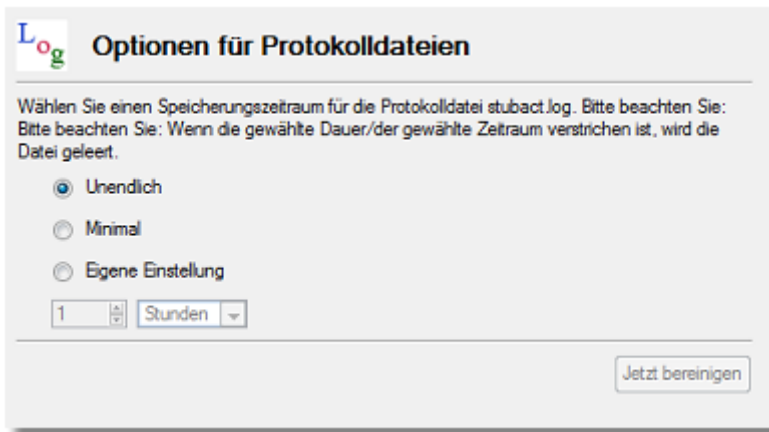 Log
Optionen für Protokolldateien
Wählen Sie einen Speicherungszeitraum für die Protokolldatei stubact.log. Bitte beachten Sie:
Bitte beachten Sie: Wenn die gewählte Dauer/der gewählte Zeitraum verstrichen ist, wird die
Datei geleert.
Unendlich
Minimal
Eigene Einstellung
1 Stunden
Jetzt bereinigen